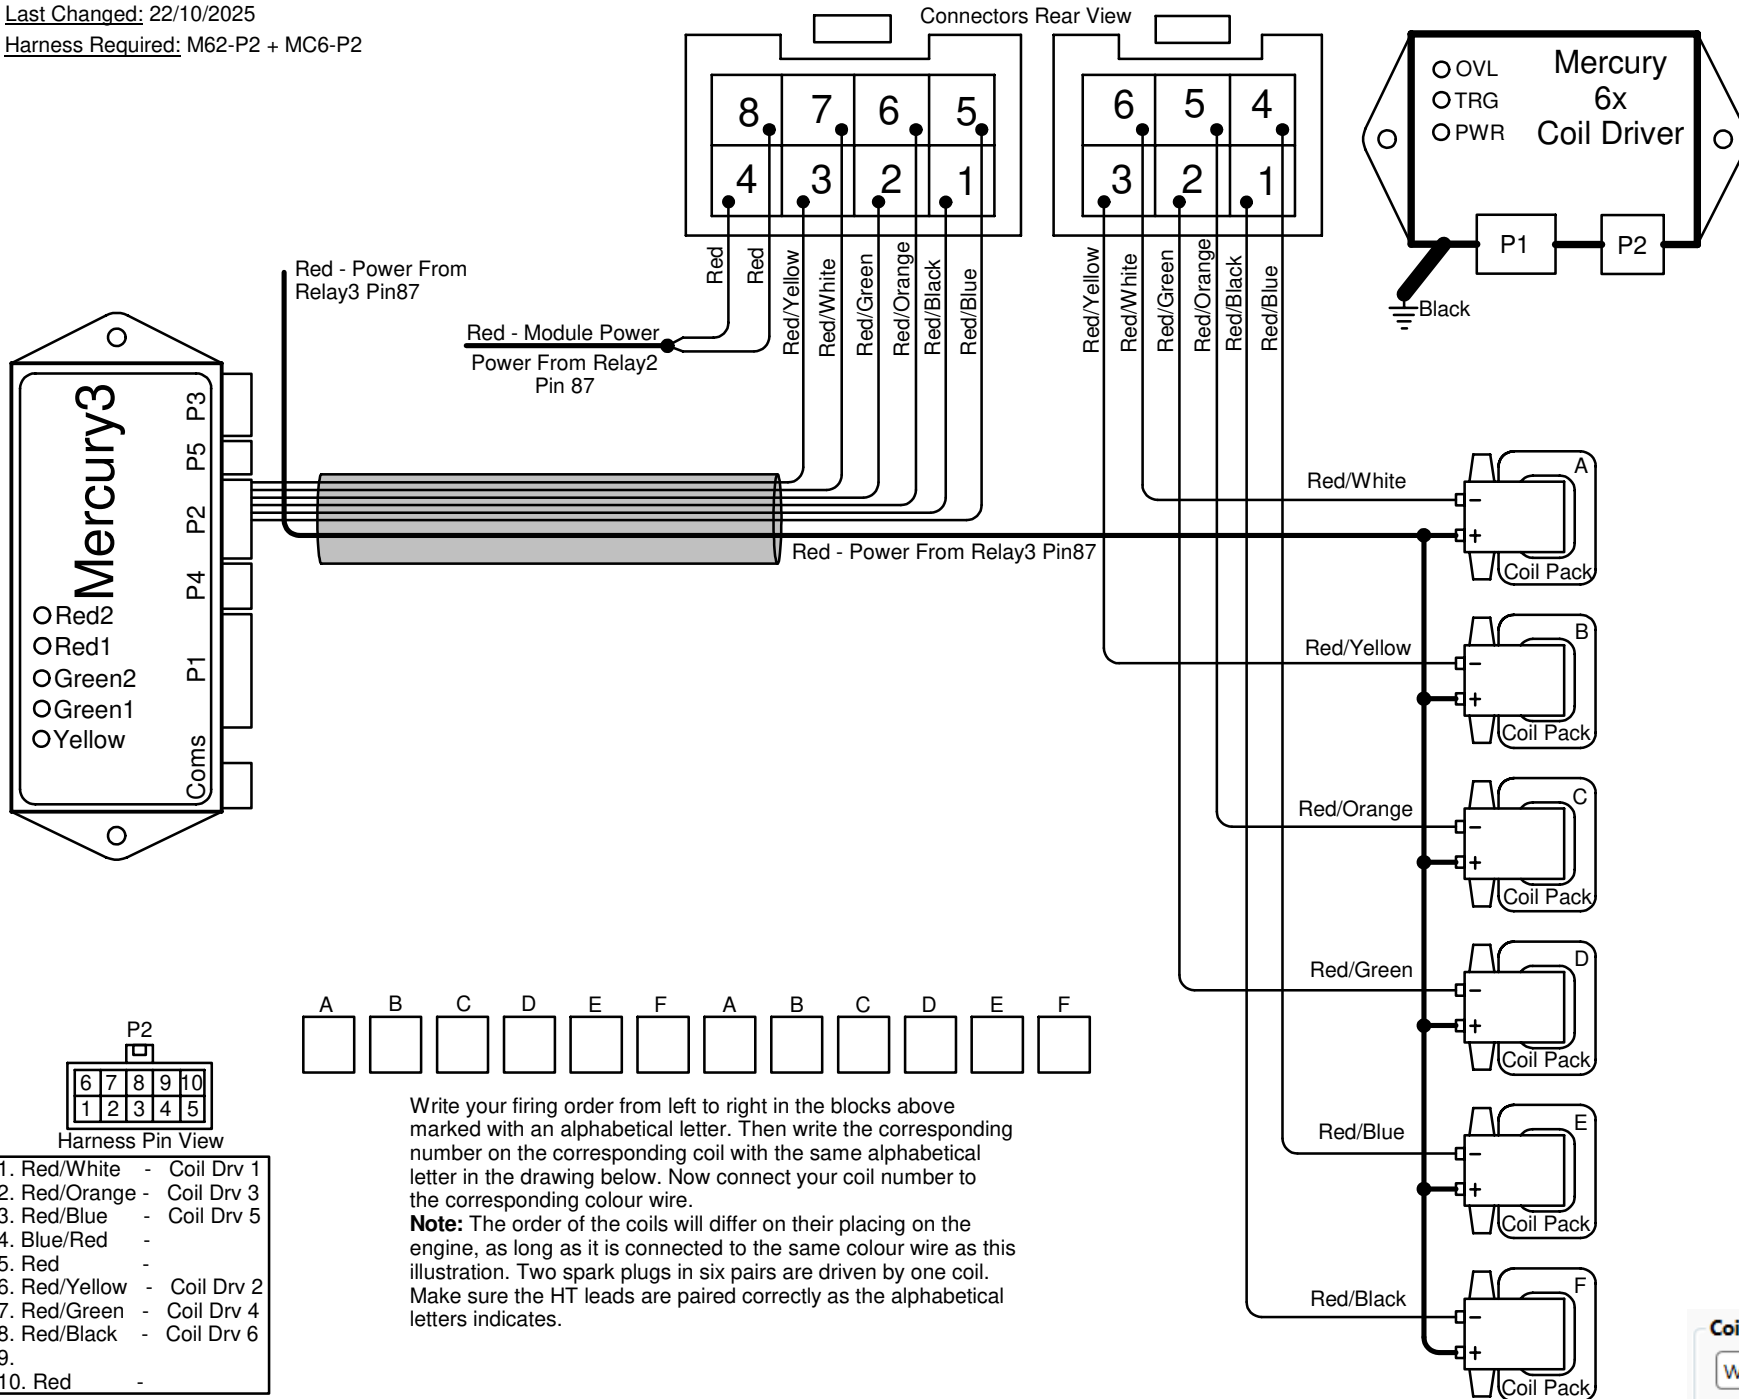 Last Changed: 22/10/2025
Harness Required: M62-P2 + MC6-P2
Connectors Rear View
8 7 6 5
4 3 2 1
6 5 4
3 2 1
OVL
TRG
PWR
Mercury
6x
Coil Driver
P1
P2
Black
Red
Red
Red/Yellow
Red/White
Red/Green
Red/Orange
Red/Black
Red/Blue
Red/Yellow
Red/White
Red/Green
Red/Orange
Red/Black
Red/Blue
Red - Power From
Relay3 Pin87
Red - Module Power
Power From Relay2
Pin 87
Mercury3
P3
P5
P2
P4
P1
Coms
Red2
Red1
Green2
Green1
Yellow
Red - Power From Relay3 Pin87
Red/White
- +
A
Coil Pack
Red/Yellow
- +
B
Coil Pack
Red/Orange
- +
C
Coil Pack
Red/Green
- +
D
Coil Pack
Red/Blue
- +
E
Coil Pack
Red/Black
- +
F
Coil Pack
A B C D E F A B C D E F
Write your firing order from left to right in the blocks above
marked with an alphabetical letter. Then write the corresponding
number on the corresponding coil with the same alphabetical
letter in the drawing below. Now connect your coil number to
the corresponding colour wire.
Note: The order of the coils will differ on their placing on the
engine, as long as it is connected to the same colour wire as this
illustration. Two spark plugs in six pairs are driven by one coil.
Make sure the HT leads are paired correctly as the alphabetical
letters indicates.
P2
6 7 8 9 10
1 2 3 4 5
Harness Pin View
1. Red/White - Coil Drv 1
2. Red/Orange - Coil Drv 3
3. Red/Blue - Coil Drv 5
4. Blue/Red -
5. Red -
6. Red/Yellow - Coil Drv 2
7. Red/Green - Coil Drv 4
8. Red/Black - Coil Drv 6
9.
10. Red -